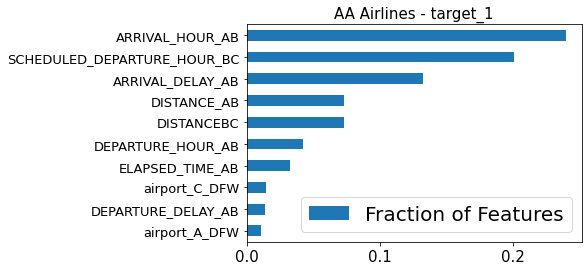 AA Airlines - target_1
ARRIVAL_HOUR_AB
SCHEDULED_DEPARTURE_HOUR_BC
ARRIVAL_DELAY_AB
DISTANCE_AB
DISTANCEBC
DEPARTURE_HOUR_AB
ELAPSED_TIME_AB
airport_C_DFW
DEPARTURE_DELAY_AB
airport_A_DFW
Fraction of Features
0.0 0.1 0.2